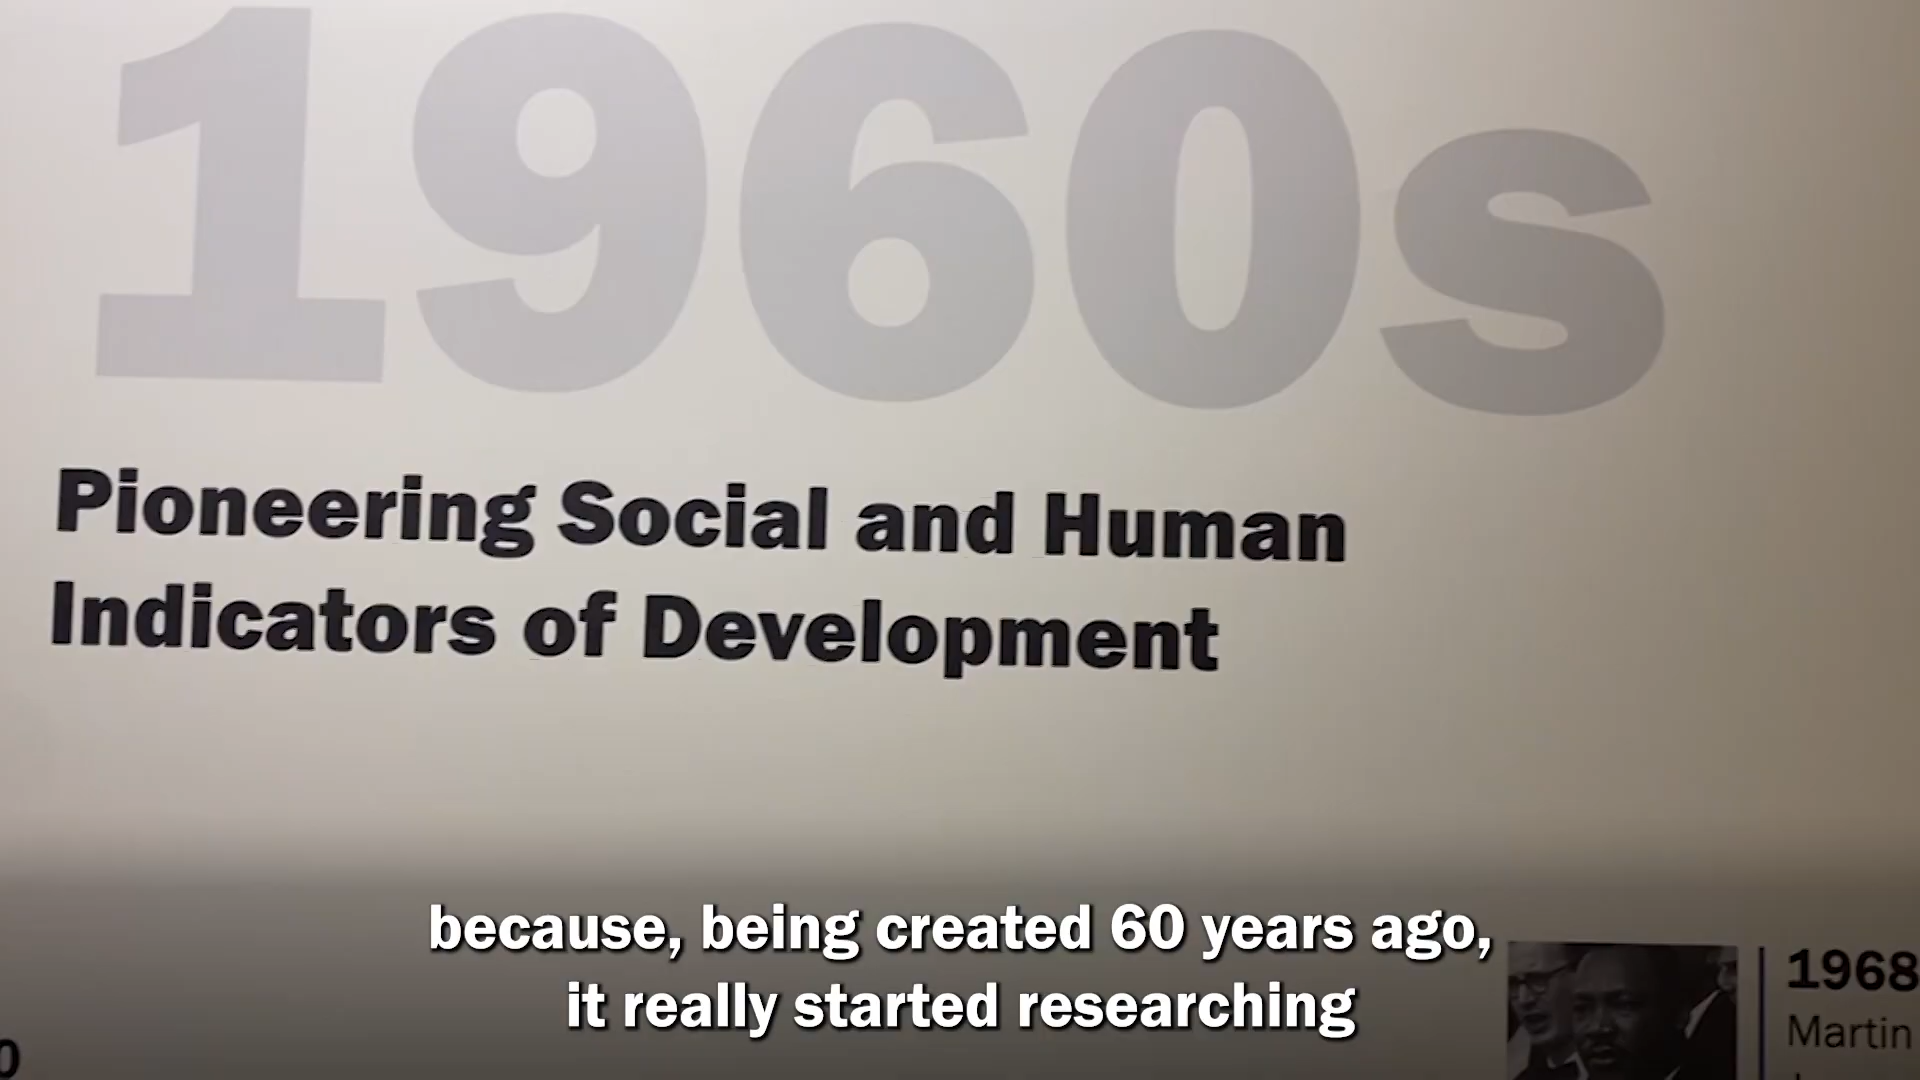 1960s
Pioneering Social and Human
Indicators of Development
because, being created 60 years ago,
it really started researching
1968
Martin